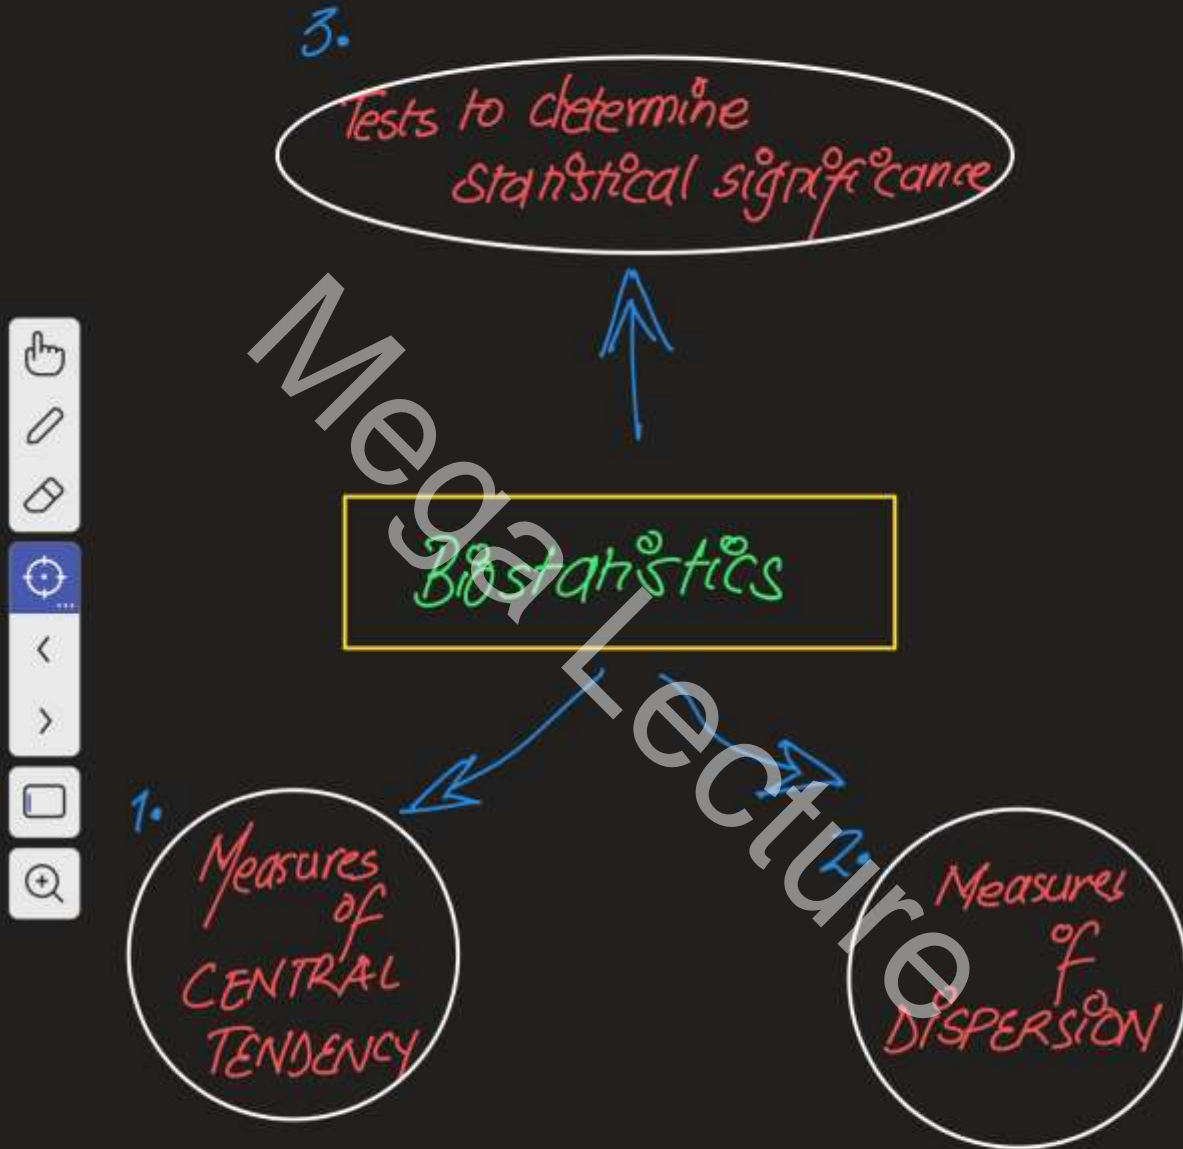 3.
Tests to determine
statistical significance
Biostatistics
1.
Measures
of
CENTRAL
TENDENCY
2.
Measures
of
DISPERSION
Mega Lecture